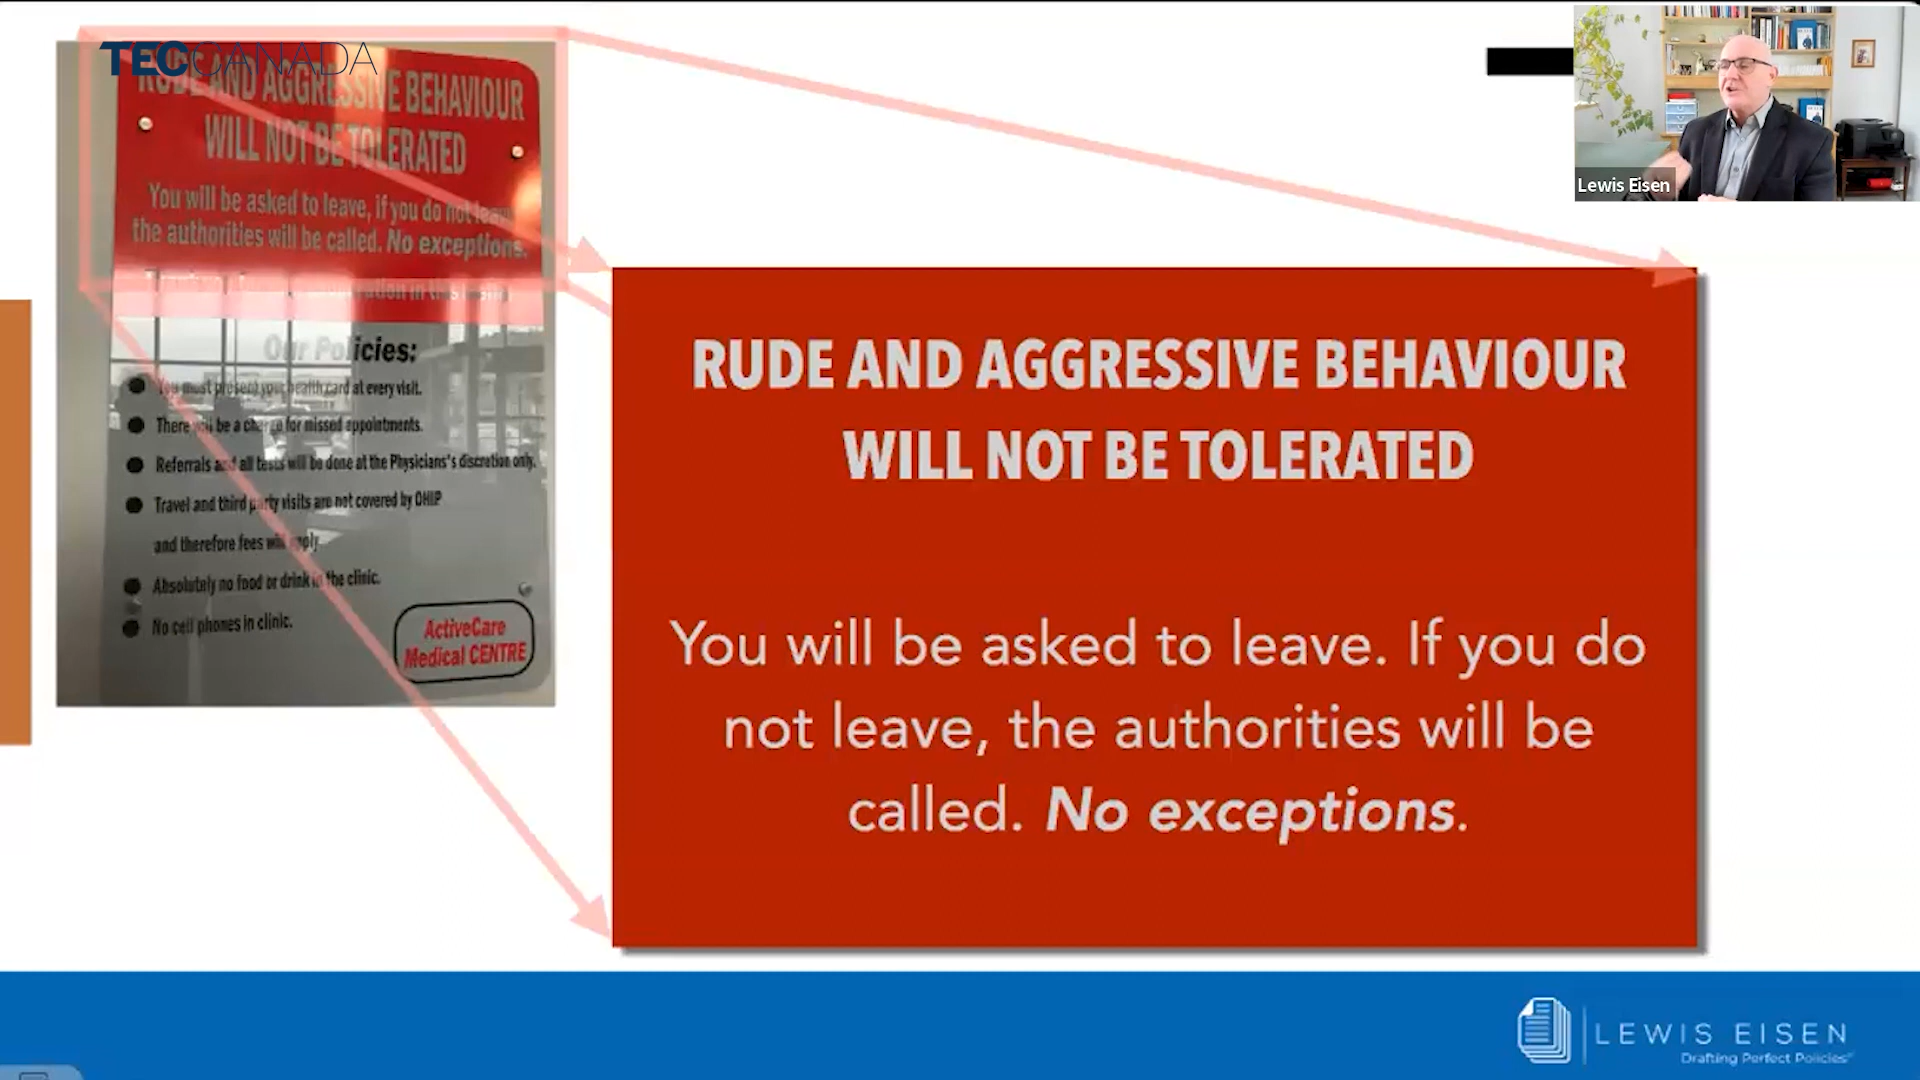 TEC CANADA
RUDE AND AGGRESSIVE BEHAVIOUR
WILL NOT BE TOLERATED
You will be asked to leave, if you do not leave
the authorities will be called. No exceptions.
Our Policies:
You must present your health card at every visit.
There will be a charge for missed appointments.
Referrals and all tests will be done at the Physicians's discretion only.
Travel and third party visits are not covered by OHIP
and therefore fees will apply
Absolutely no food or drink in the clinic.
No cell phones in clinic.
ActiveCare
Medical CENTRE
RUDE AND AGGRESSIVE BEHAVIOUR
WILL NOT BE TOLERATED
You will be asked to leave. If you do
not leave, the authorities will be
called. No exceptions.
Lewis Eisen
LEWIS EISEN
Drafting Perfect Policies